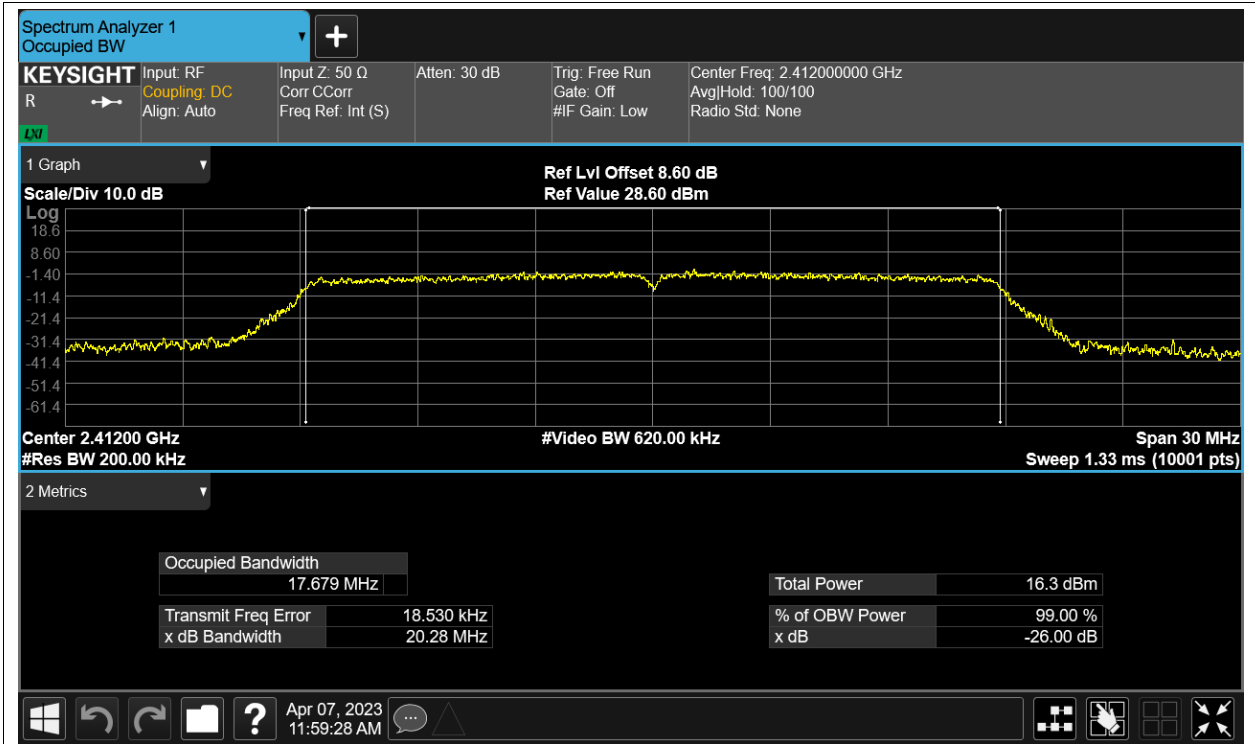 Spectrum Analyzer 1
Occupied BW
KEYSIGHT
R
LXI
Input: RF
Coupling: DC
Align: Auto
Input Z: 50 Ω
Corr CCorr
Freq Ref: Int (S)
Atten: 30 dB
Trig: Free Run
Gate: Off
#IF Gain: Low
Center Freq: 2.412000000 GHz
Avg|Hold: 100/100
Radio Std: None
1 Graph
Scale/Div 10.0 dB
Ref Lvl Offset 8.60 dB
Ref Value 28.60 dBm
Log
18.6
8.60
-1.40
-11.4
-21.4
-31.4
-41.4
-51.4
-61.4
Center 2.41200 GHz
#Res BW 200.00 kHz
#Video BW 620.00 kHz
Span 30 MHz
Sweep 1.33 ms (10001 pts)
2 Metrics
Occupied Bandwidth
17.679 MHz
Transmit Freq Error 18.530 kHz
x dB Bandwidth 20.28 MHz
Total Power 16.3 dBm
% of OBW Power 99.00 %
x dB -26.00 dB
?
Apr 07, 2023
11:59:28 AM